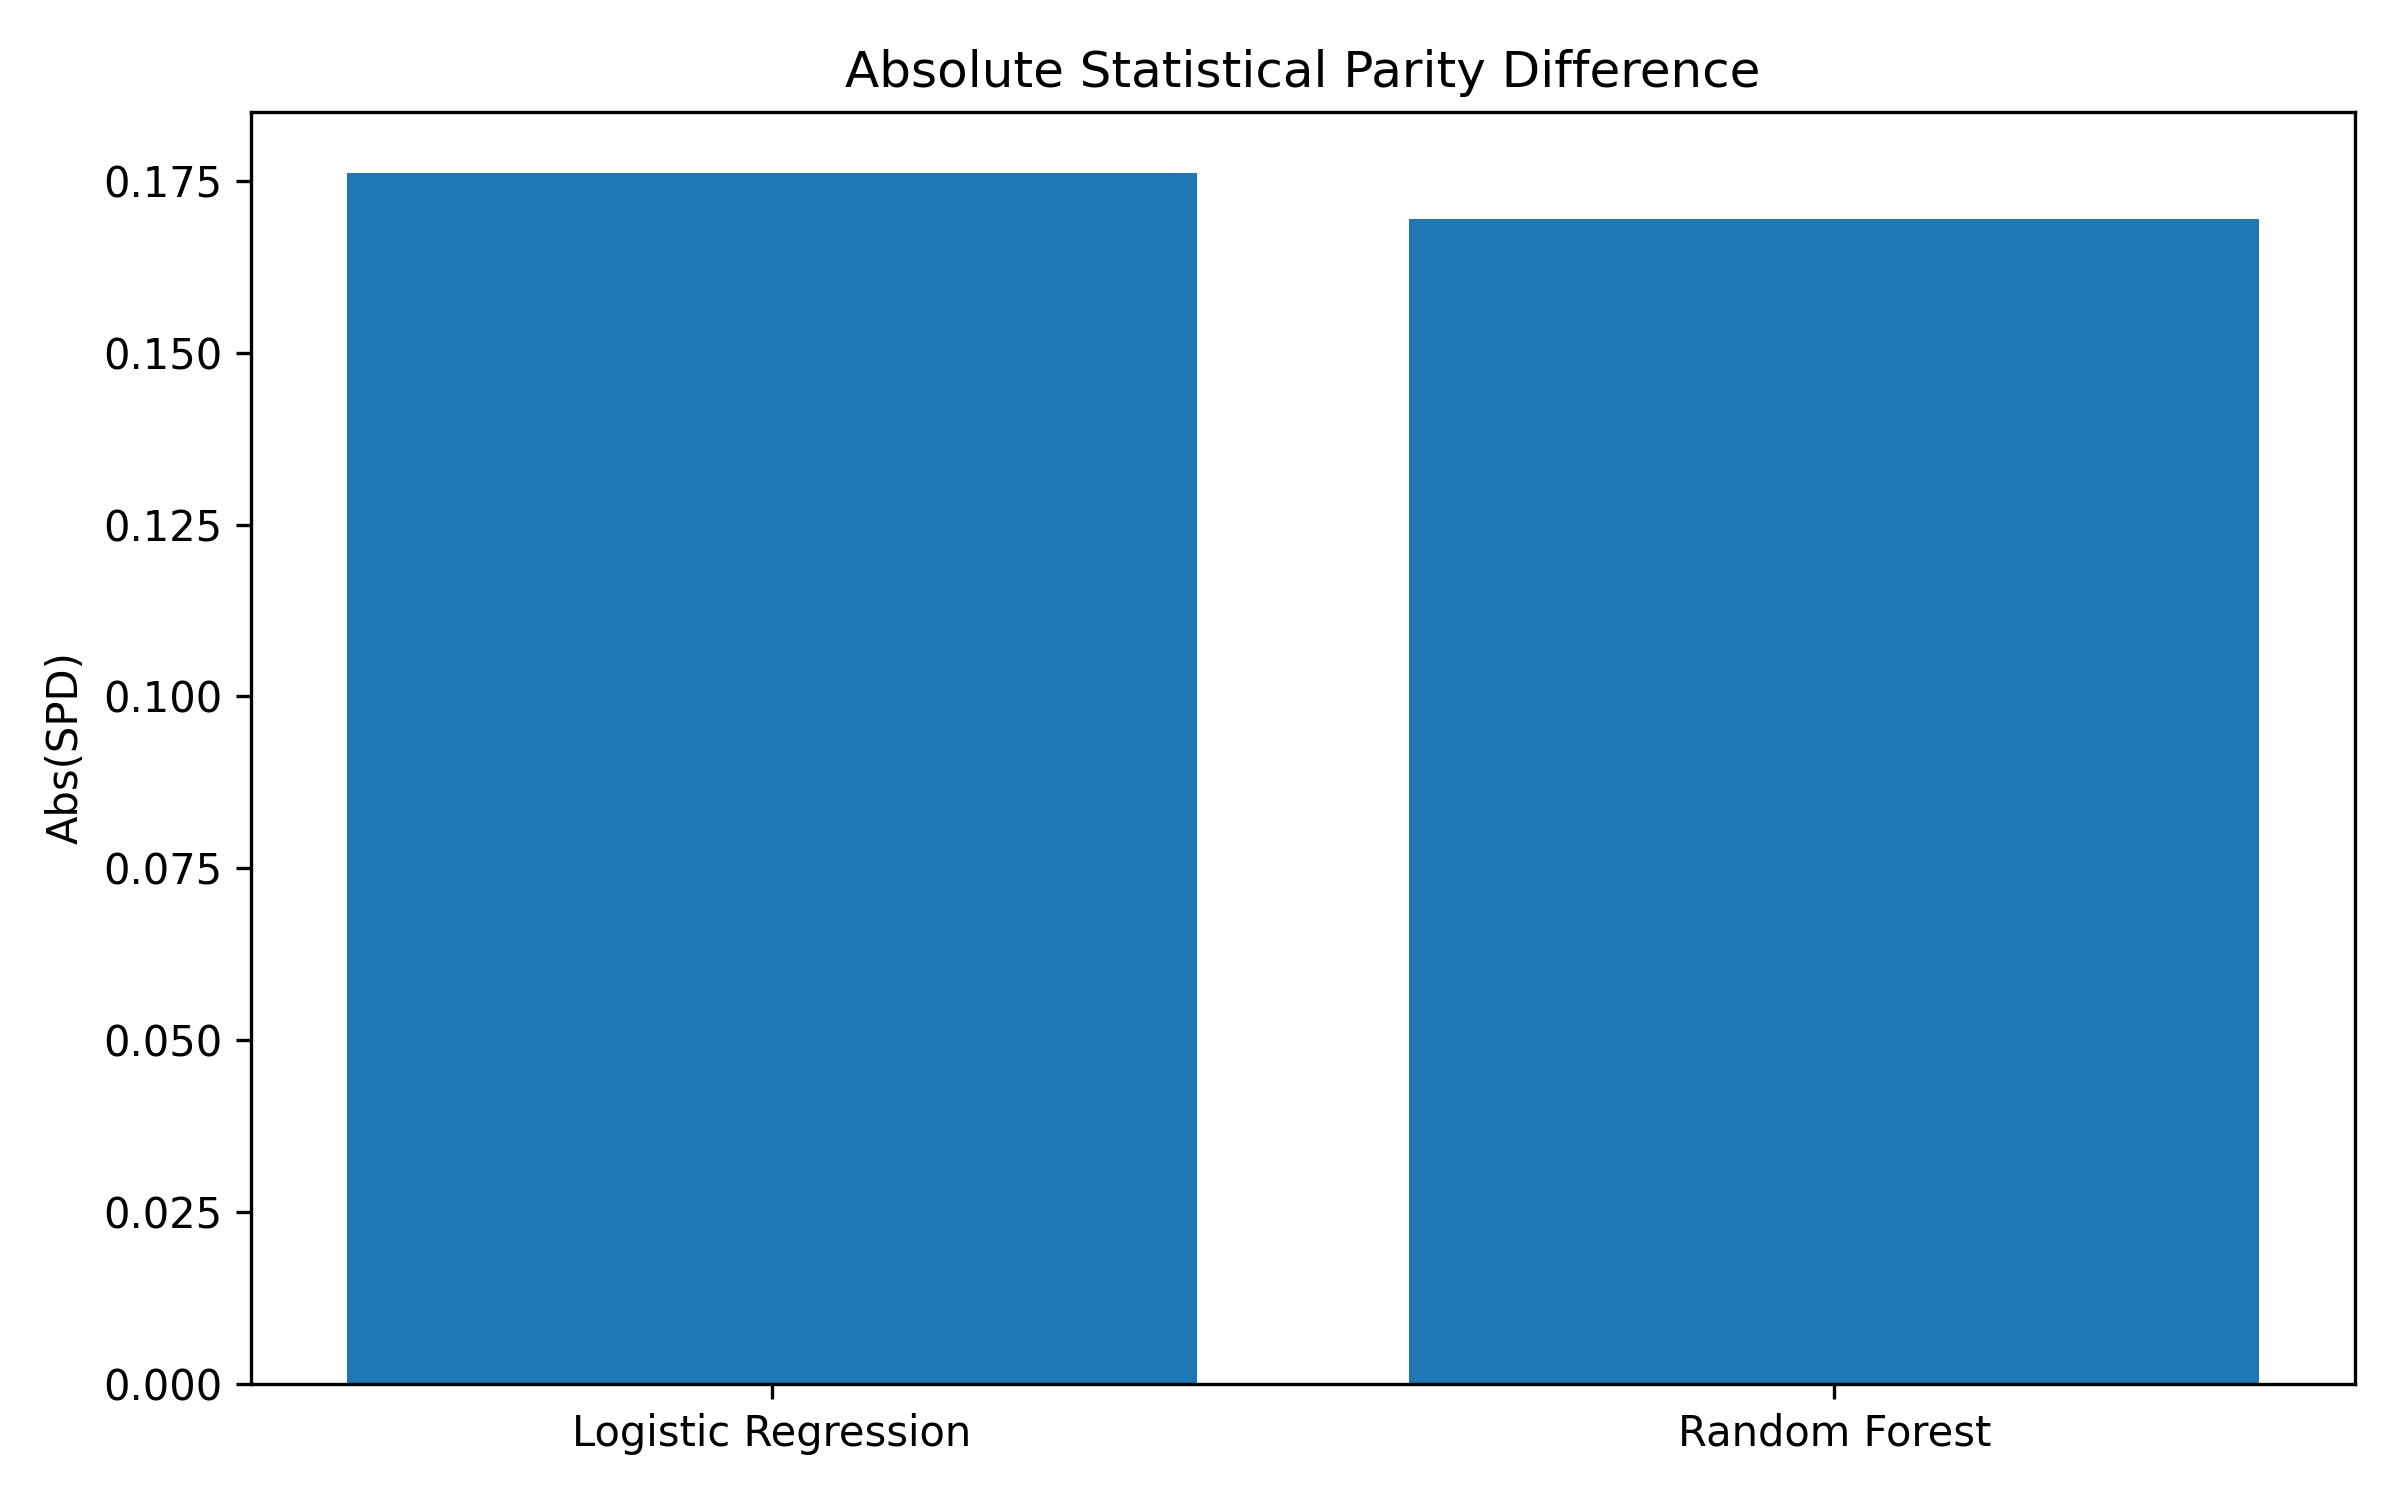 Absolute Statistical Parity Difference
Abs(SPD)
0.175
0.150
0.125
0.100
0.075
0.050
0.025
0.000
Logistic Regression
Random Forest